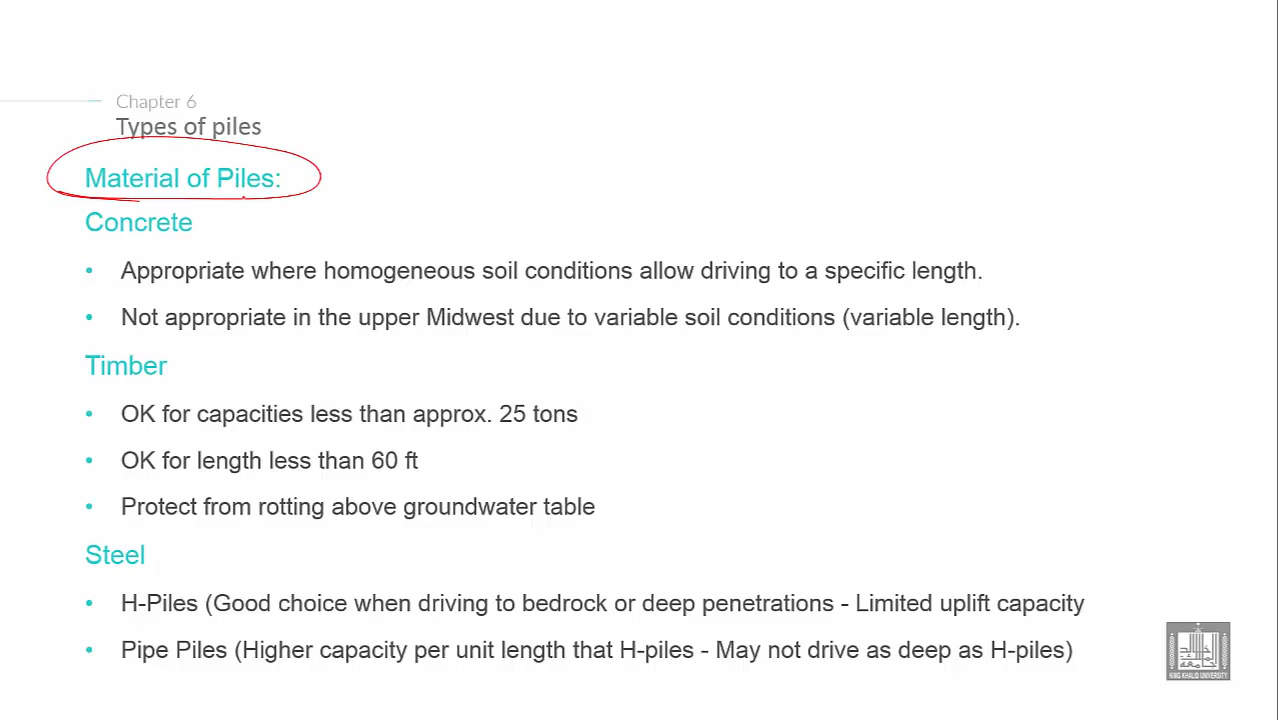 Chapter 6
Types of piles
Material of Piles:
Concrete
• Appropriate where homogeneous soil conditions allow driving to a specific length.
• Not appropriate in the upper Midwest due to variable soil conditions (variable length).
Timber
• OK for capacities less than approx. 25 tons
• OK for length less than 60 ft
• Protect from rotting above groundwater table
Steel
• H-Piles (Good choice when driving to bedrock or deep penetrations - Limited uplift capacity
• Pipe Piles (Higher capacity per unit length that H-piles - May not drive as deep as H-piles)
KING KHALID UNIVERSITY